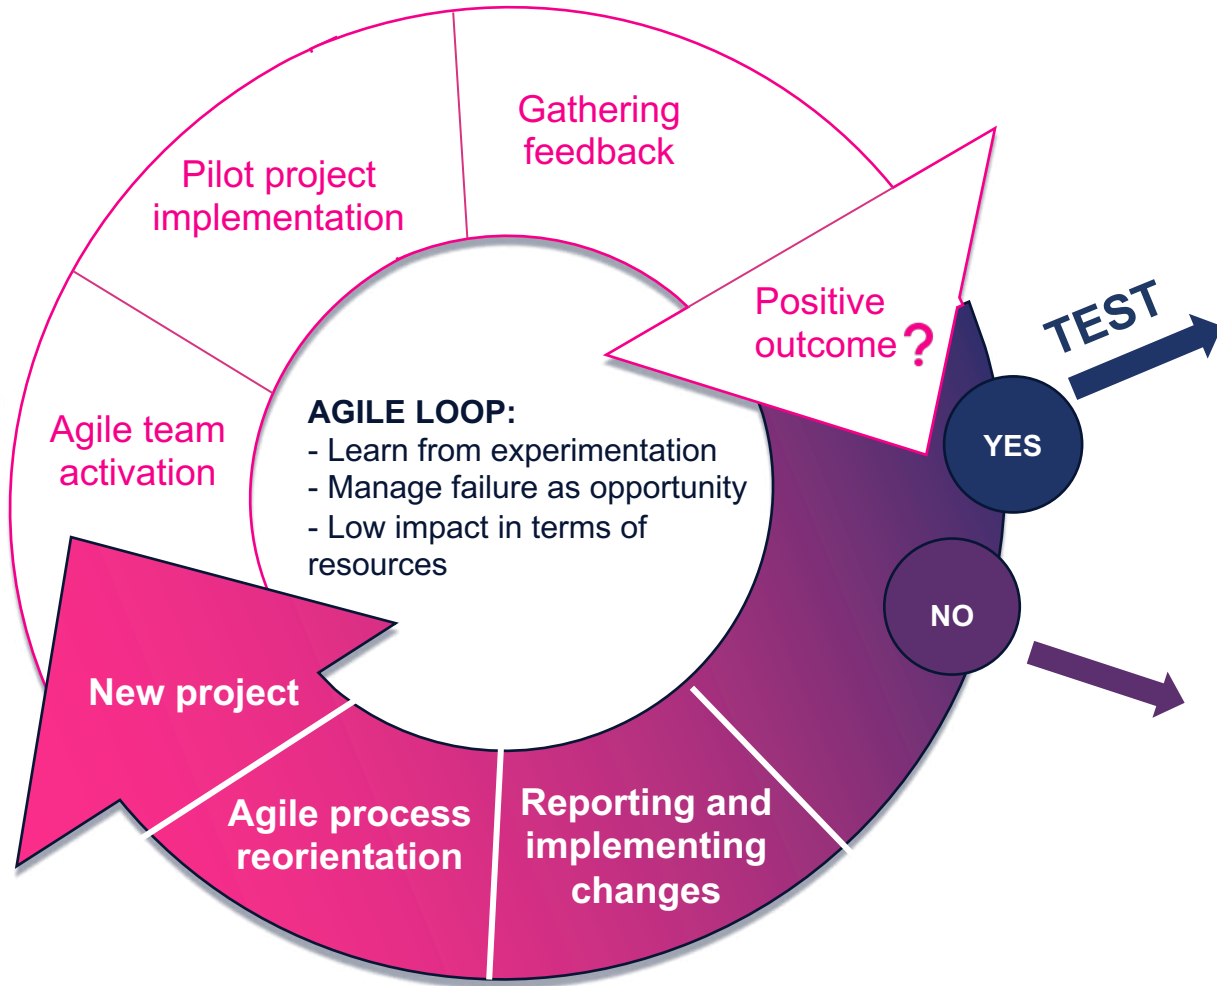 Gathering
feedback
Pilot project
implementation
Positive
outcome ?
TEST
YES
Agile team
activation
AGILE LOOP:
- Learn from experimentation
- Manage failure as opportunity
- Low impact in terms of
resources
NO
New project
Agile process
reorientation
Reporting and
implementing
changes